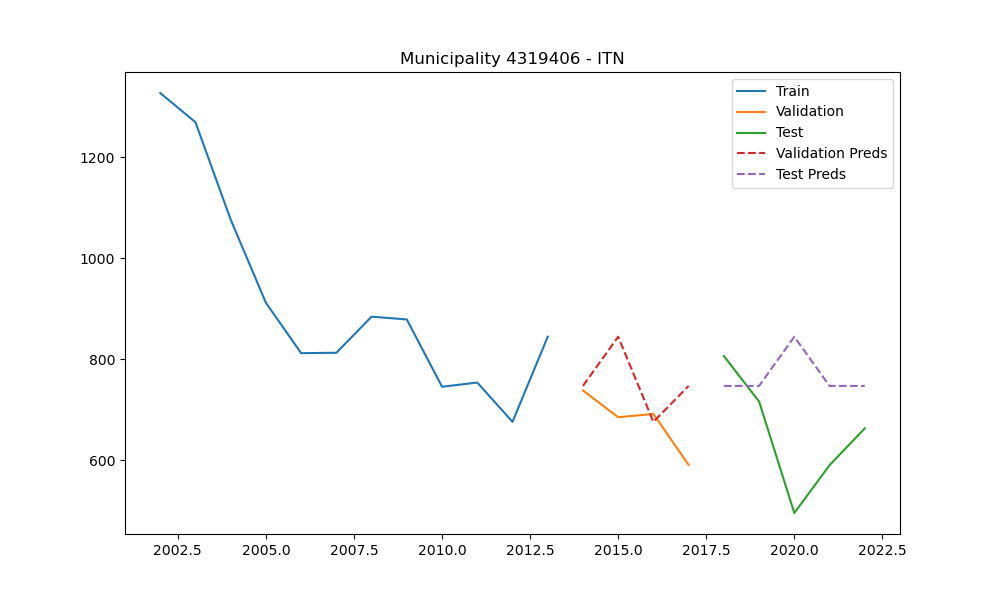 Municipality 4319406 - ITN
Train
Validation
Test
Validation Preds
Test Preds
1200
1000
800
600
2002.5 2005.0 2007.5 2010.0 2012.5 2015.0 2017.5 2020.0 2022.5